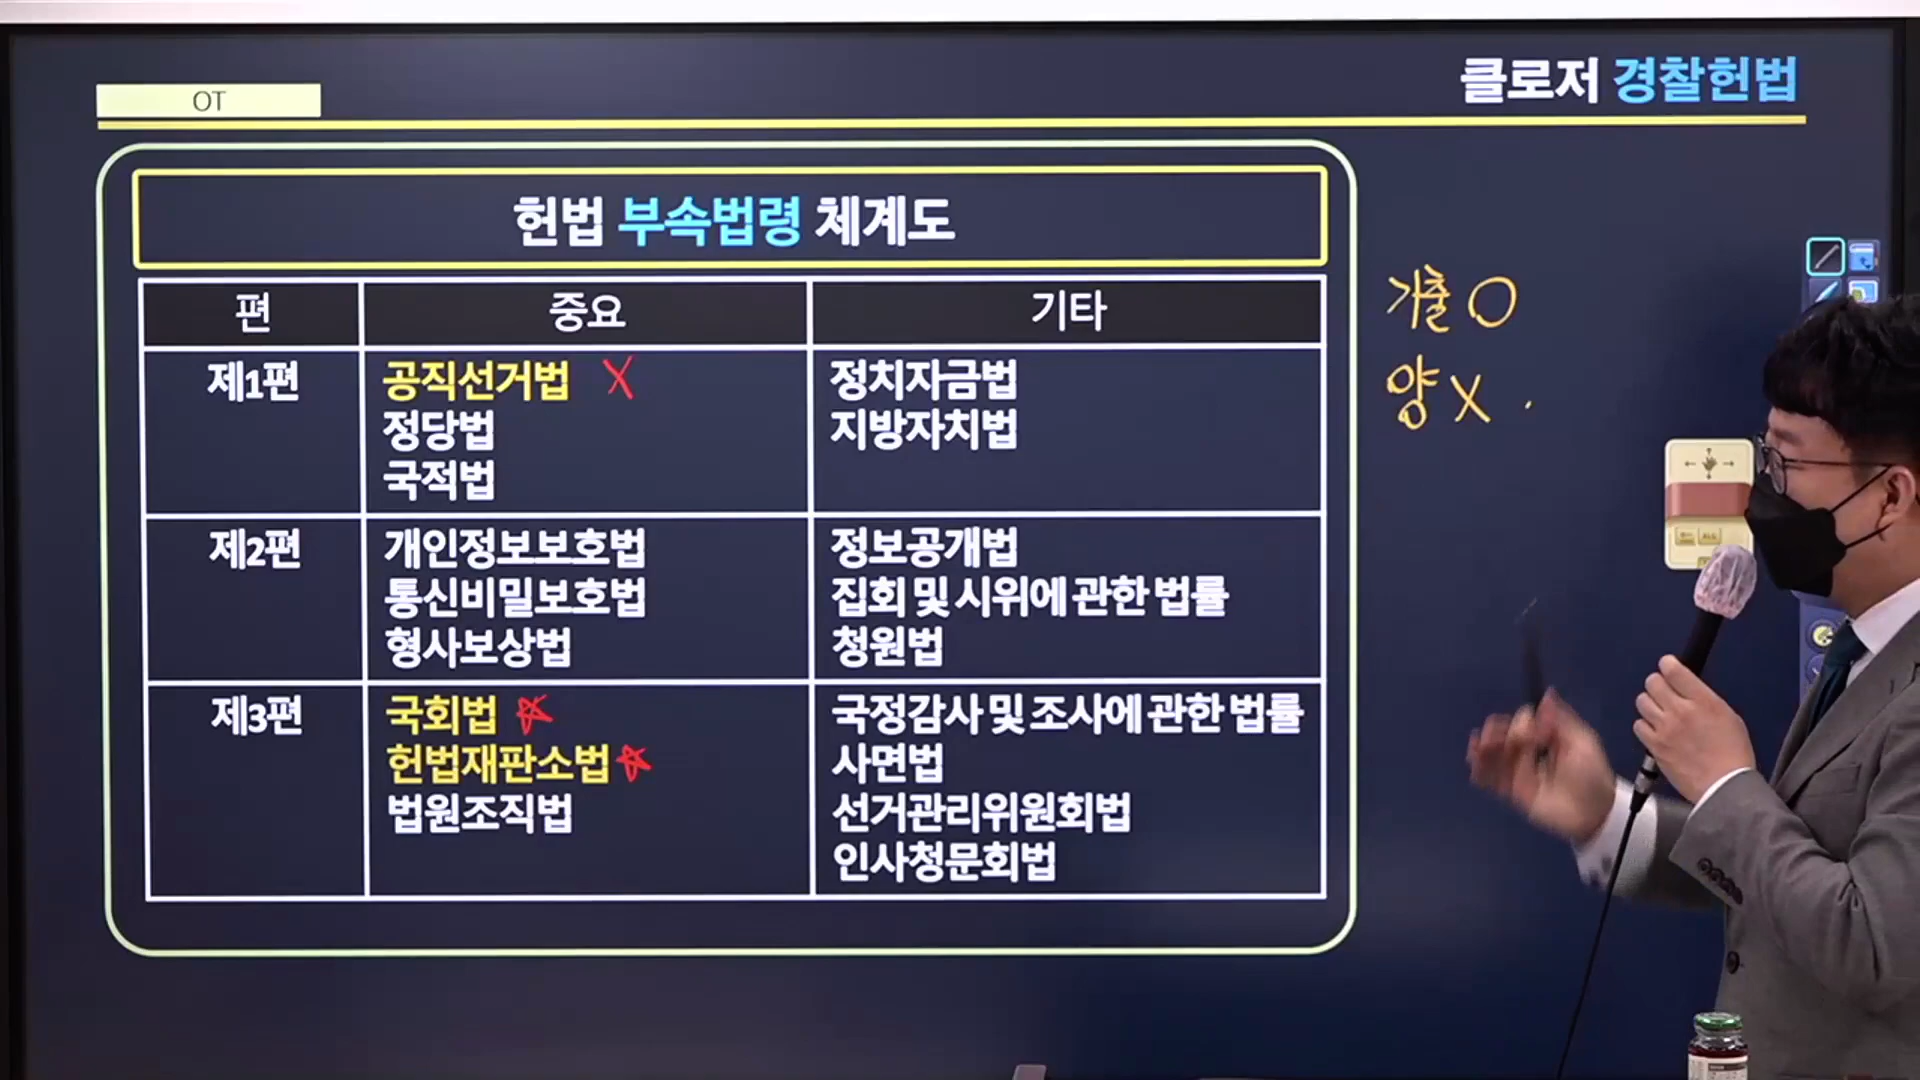 OT
클로저 경찰헌법
헌법 부속법령 체계도
편 중요 기타
제1편
공직선거법 X
정당법
국적법
정치자금법
지방자치법
제2편
개인정보보호법
통신비밀보호법
형사보상법
정보공개법
집회 및 시위에 관한 법률
청원법
제3편
국회법
헌법재판소법
법원조직법
국정감사 및 조사에 관한 법률
사면법
선거관리위원회법
인사청문회법
기출 O
양 X
ALL